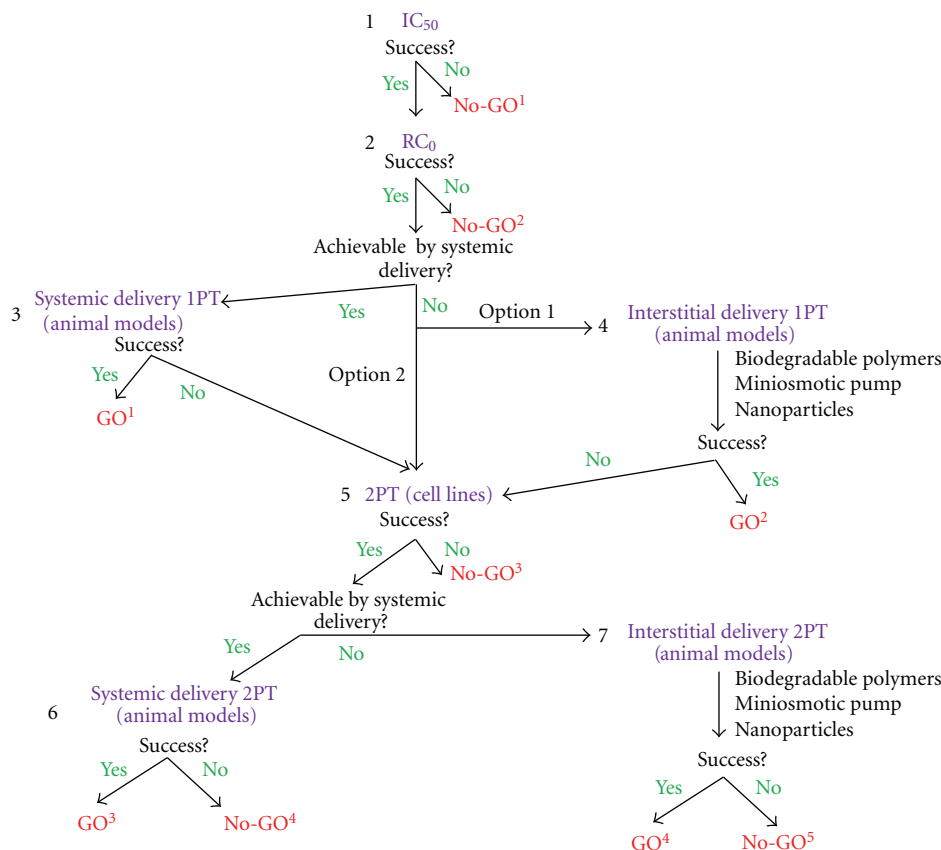 1 IC50
Success?
Yes No
No-GO1
2 RC0
Success?
Yes No
No-GO2
Achievable by systemic
delivery?
3 Systemic delivery 1PT
(animal models)
Success?
Yes No
GO1
Yes No
Option 1
Option 2
4 Interstitial delivery 1PT
(animal models)
Biodegradable polymers
Miniosmotic pump
Nanoparticles
Success?
No Yes
GO2
5 2PT (cell lines)
Success?
Yes No
No-GO3
Achievable by systemic
delivery?
Yes No
6 Systemic delivery 2PT
(animal models)
Success?
Yes No
GO3 No-GO4
7 Interstitial delivery 2PT
(animal models)
Biodegradable polymers
Miniosmotic pump
Nanoparticles
Success?
Yes No
GO4 No-GO5